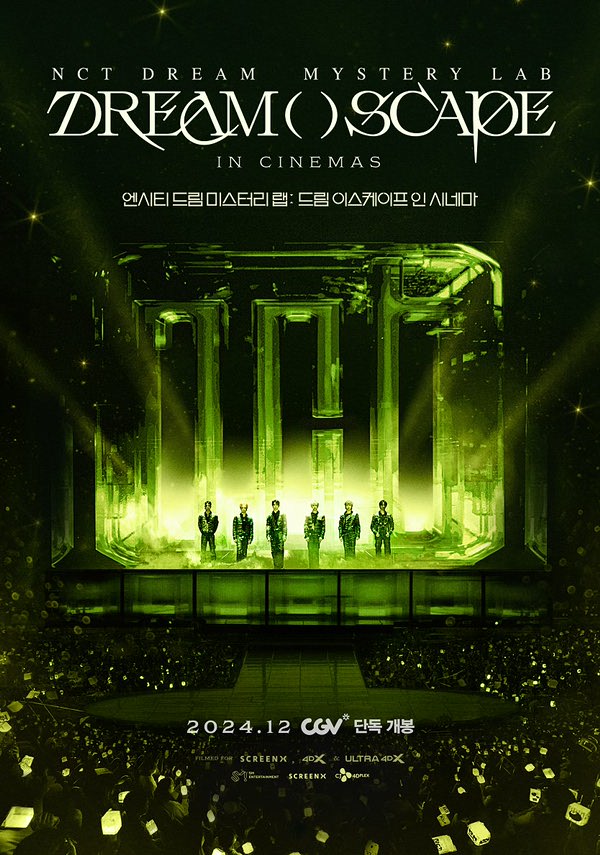 NCT DREAM MYSTERY LAB
DREAM ( ) SCAPE
IN CINEMAS
엔시티 드림 미스터리 랩: 드림 이스케이프 인 시네마
2024.12 CGV 단독 개봉
FILMED FOR SCREENX, 4DX & ULTRA 4DX
SM ENTERTAINMENT SCREENX CJ 4DPLEX